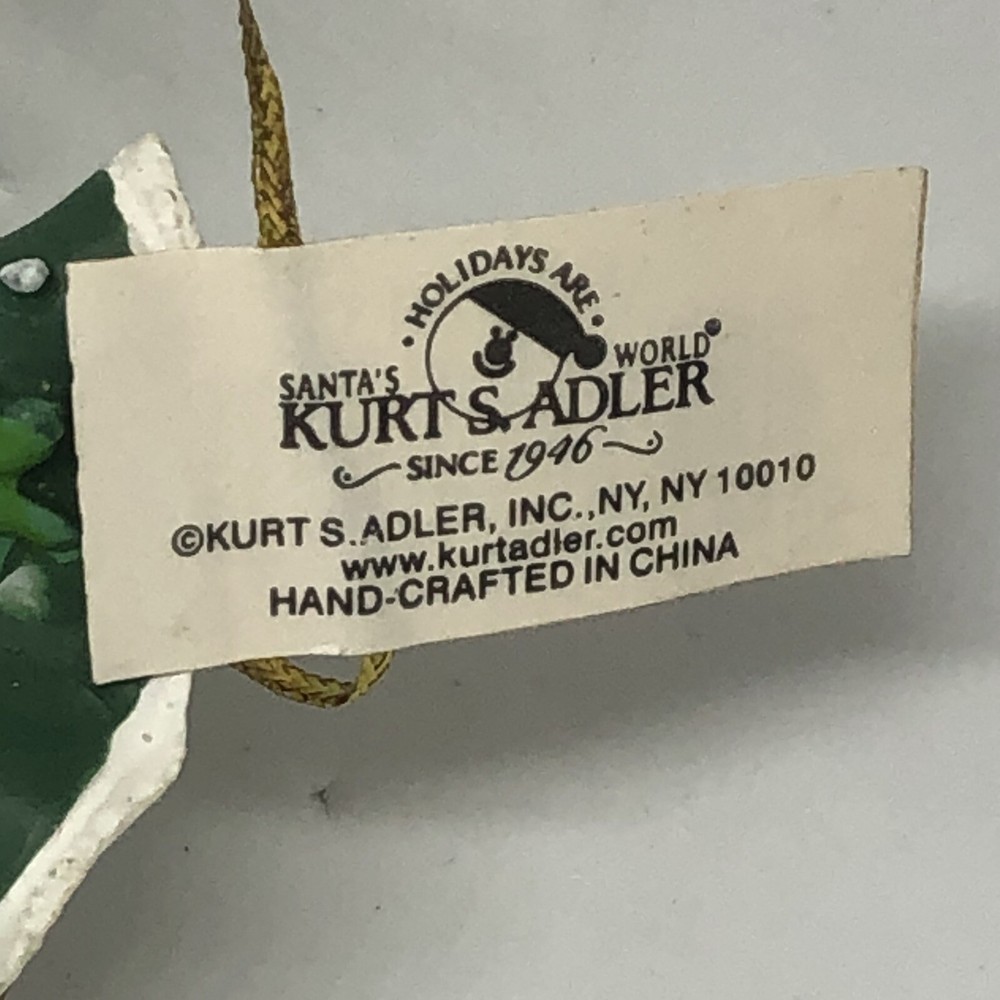 • HOLIDAYS ARE •
SANTA'S WORLD
KURT S. ADLER
SINCE 1946
©KURT S.ADLER, INC.,NY, NY 10010
www.kurtadler.com
HAND-CRAFTED IN CHINA